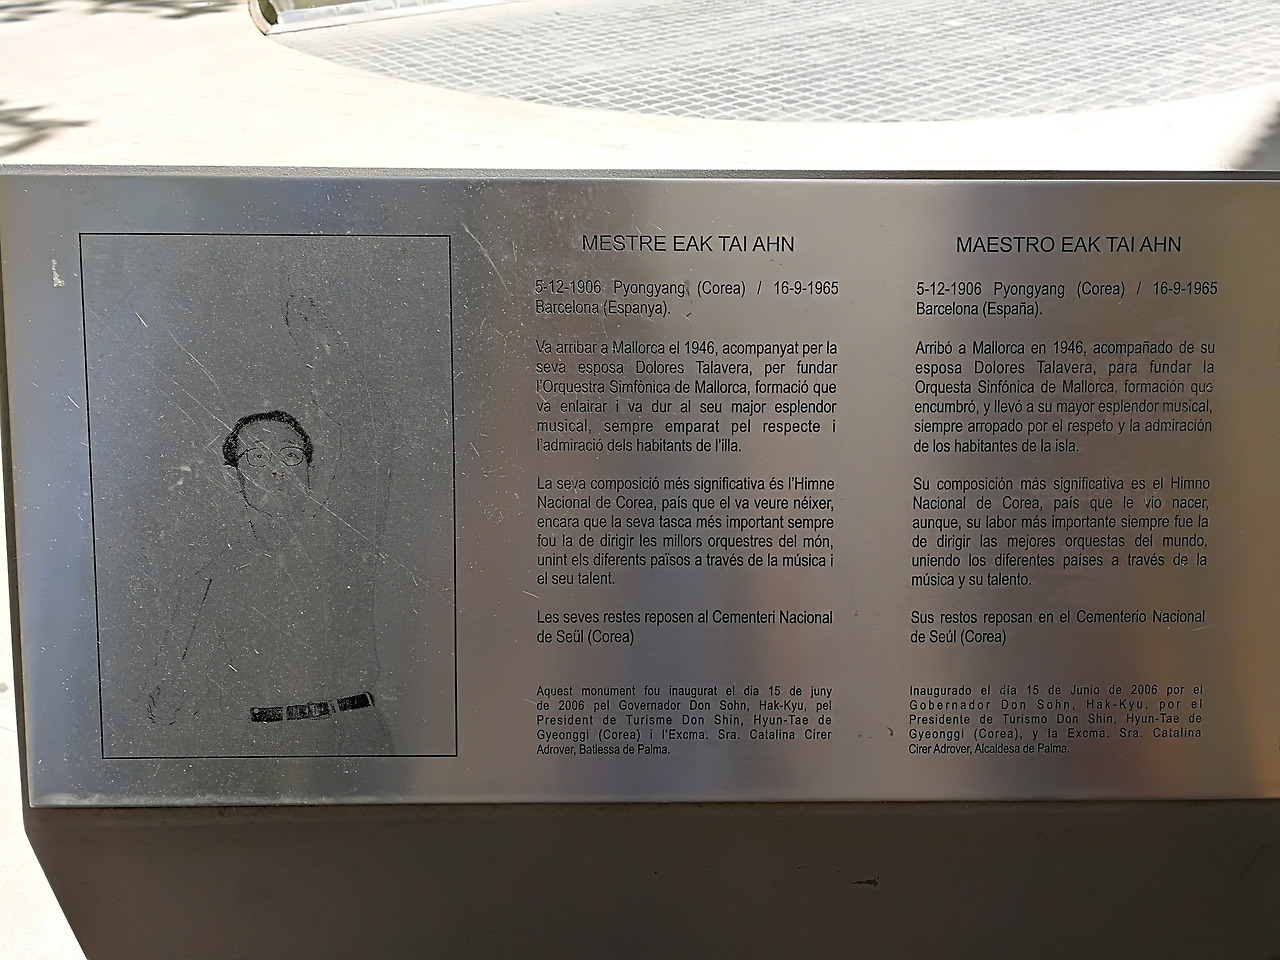 MESTRE EAK TAI AHN
5-12-1906 Pyongyang (Corea) / 16-9-1965
Barcelona (Espanya).
Va arribar a Mallorca el 1946, acompanyat per la
seva esposa Dolores Talavera, per fundar
l'Orquestra Simfònica de Mallorca, formació que
va enlairar i va dur al seu major esplendor
musical, sempre emparat pel respecte i
l'admiració dels habitants de l'illa.
La seva composició més significativa és l'Himne
Nacional de Corea, país que el va veure néixer,
encara que la seva tasca més important sempre
fou la de dirigir les millors orquestres del món,
unint els diferents països a través de la música i
el seu talent.
Les seves restes reposen al Cementeri Nacional
de Seül (Corea)
Aquest monument fou inaugurat el dia 15 de juny
de 2006 pel Governador Don Sohn, Hak-Kyu, pel
President de Turisme Don Shin, Hyun-Tae de
Gyeonggi (Corea) i l'Excma. Sra. Catalina Cirer
Adrover, Batlessa de Palma.
MAESTRO EAK TAI AHN
5-12-1906 Pyongyang (Corea) / 16-9-1965
Barcelona (España).
Arribó a Mallorca en 1946, acompañado de su
esposa Dolores Talavera, para fundar la
Orquesta Sinfónica de Mallorca, formación que
encumbró, y llevó a su mayor esplendor musical,
siempre arropado por el respeto y la admiración
de los habitantes de la isla.
Su composición más significativa es el Himno
Nacional de Corea, país que le vio nacer,
aunque, su labor más importante siempre fue la
de dirigir las mejores orquestas del mundo,
uniendo los diferentes países a través de la
música y su talento.
Sus restos reposan en el Cementerio Nacional
de Seúl (Corea)
Inaugurado el día 15 de Junio de 2006 por el
Gobernador Don Sohn, Hak-Kyu, por el
Presidente de Turismo Don Shin, Hyun-Tae de
Gyeonggi (Corea), y la Excma. Sra. Catalina
Cirer Adrover, Alcaldesa de Palma.